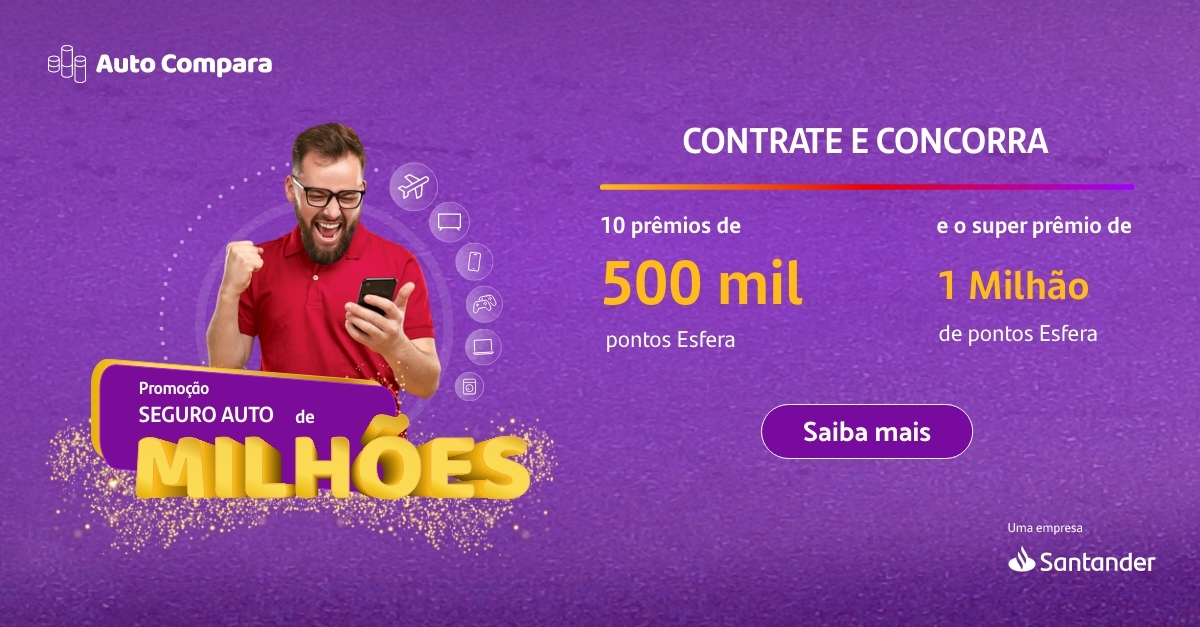 Auto Compara
CONTRATE E CONCORRA
10 prêmios de
500 mil
pontos Esfera
e o super prêmio de
1 Milhão
de pontos Esfera
Saiba mais
Promoção
SEGURO AUTO de
MILHÕES
Uma empresa
Santander